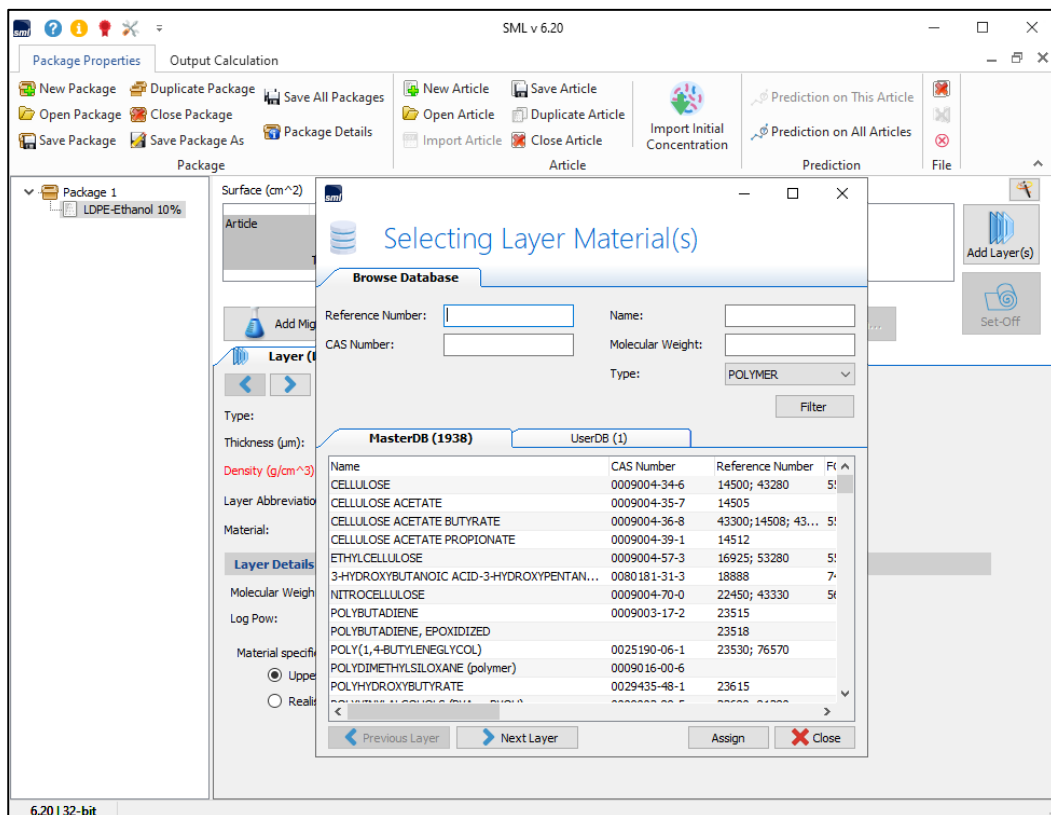 sml
SML v 6.20
Package Properties Output Calculation
New Package Duplicate Package Save All Packages New Article Save Article Prediction on This Article
Open Package Close Package Open Article Duplicate Article Import Initial Concentration
Save Package Save Package As Package Details Import Article Close Article Prediction on All Articles
Package Article Prediction File
Package 1
LDPE-Ethanol 10%
Surface (cm^2)
Article
Add Layer(s)
Set-Off
Add Mig
...
Layer (
Type:
Thickness (µm):
Density (g/cm^3)
Layer Abbreviatio
Material:
Layer Details
Molecular Weigh
Log Pow:
Material specifi
Uppe
Realis
sml
Selecting Layer Material(s)
Browse Database
Reference Number: Name:
CAS Number: Molecular Weight:
Type: POLYMER
Filter
MasterDB (1938) UserDB (1)
Name CAS Number Reference Number
CELLULOSE 0009004-34-6 14500; 43280
CELLULOSE ACETATE 0009004-35-7 14505
CELLULOSE ACETATE BUTYRATE 0009004-36-8 43300;14508; 43...
CELLULOSE ACETATE PROPIONATE 0009004-39-1 14512
ETHYLCELLULOSE 0009004-57-3 16925; 53280
3-HYDROXYBUTANOIC ACID-3-HYDROXYPENTAN... 0080181-31-3 18888
NITROCELLULOSE 0009004-70-0 22450; 43330
POLYBUTADIENE 0009003-17-2 23515
POLYBUTADIENE, EPOXIDIZED 23518
POLY(1,4-BUTYLENEGLYCOL) 0025190-06-1 23530; 76570
POLYDIMETHYLSILOXANE (polymer) 0009016-00-6
POLYHYDROXYBUTYRATE 0029435-48-1 23615
Previous Layer Next Layer Assign Close
6.20 | 32-bit